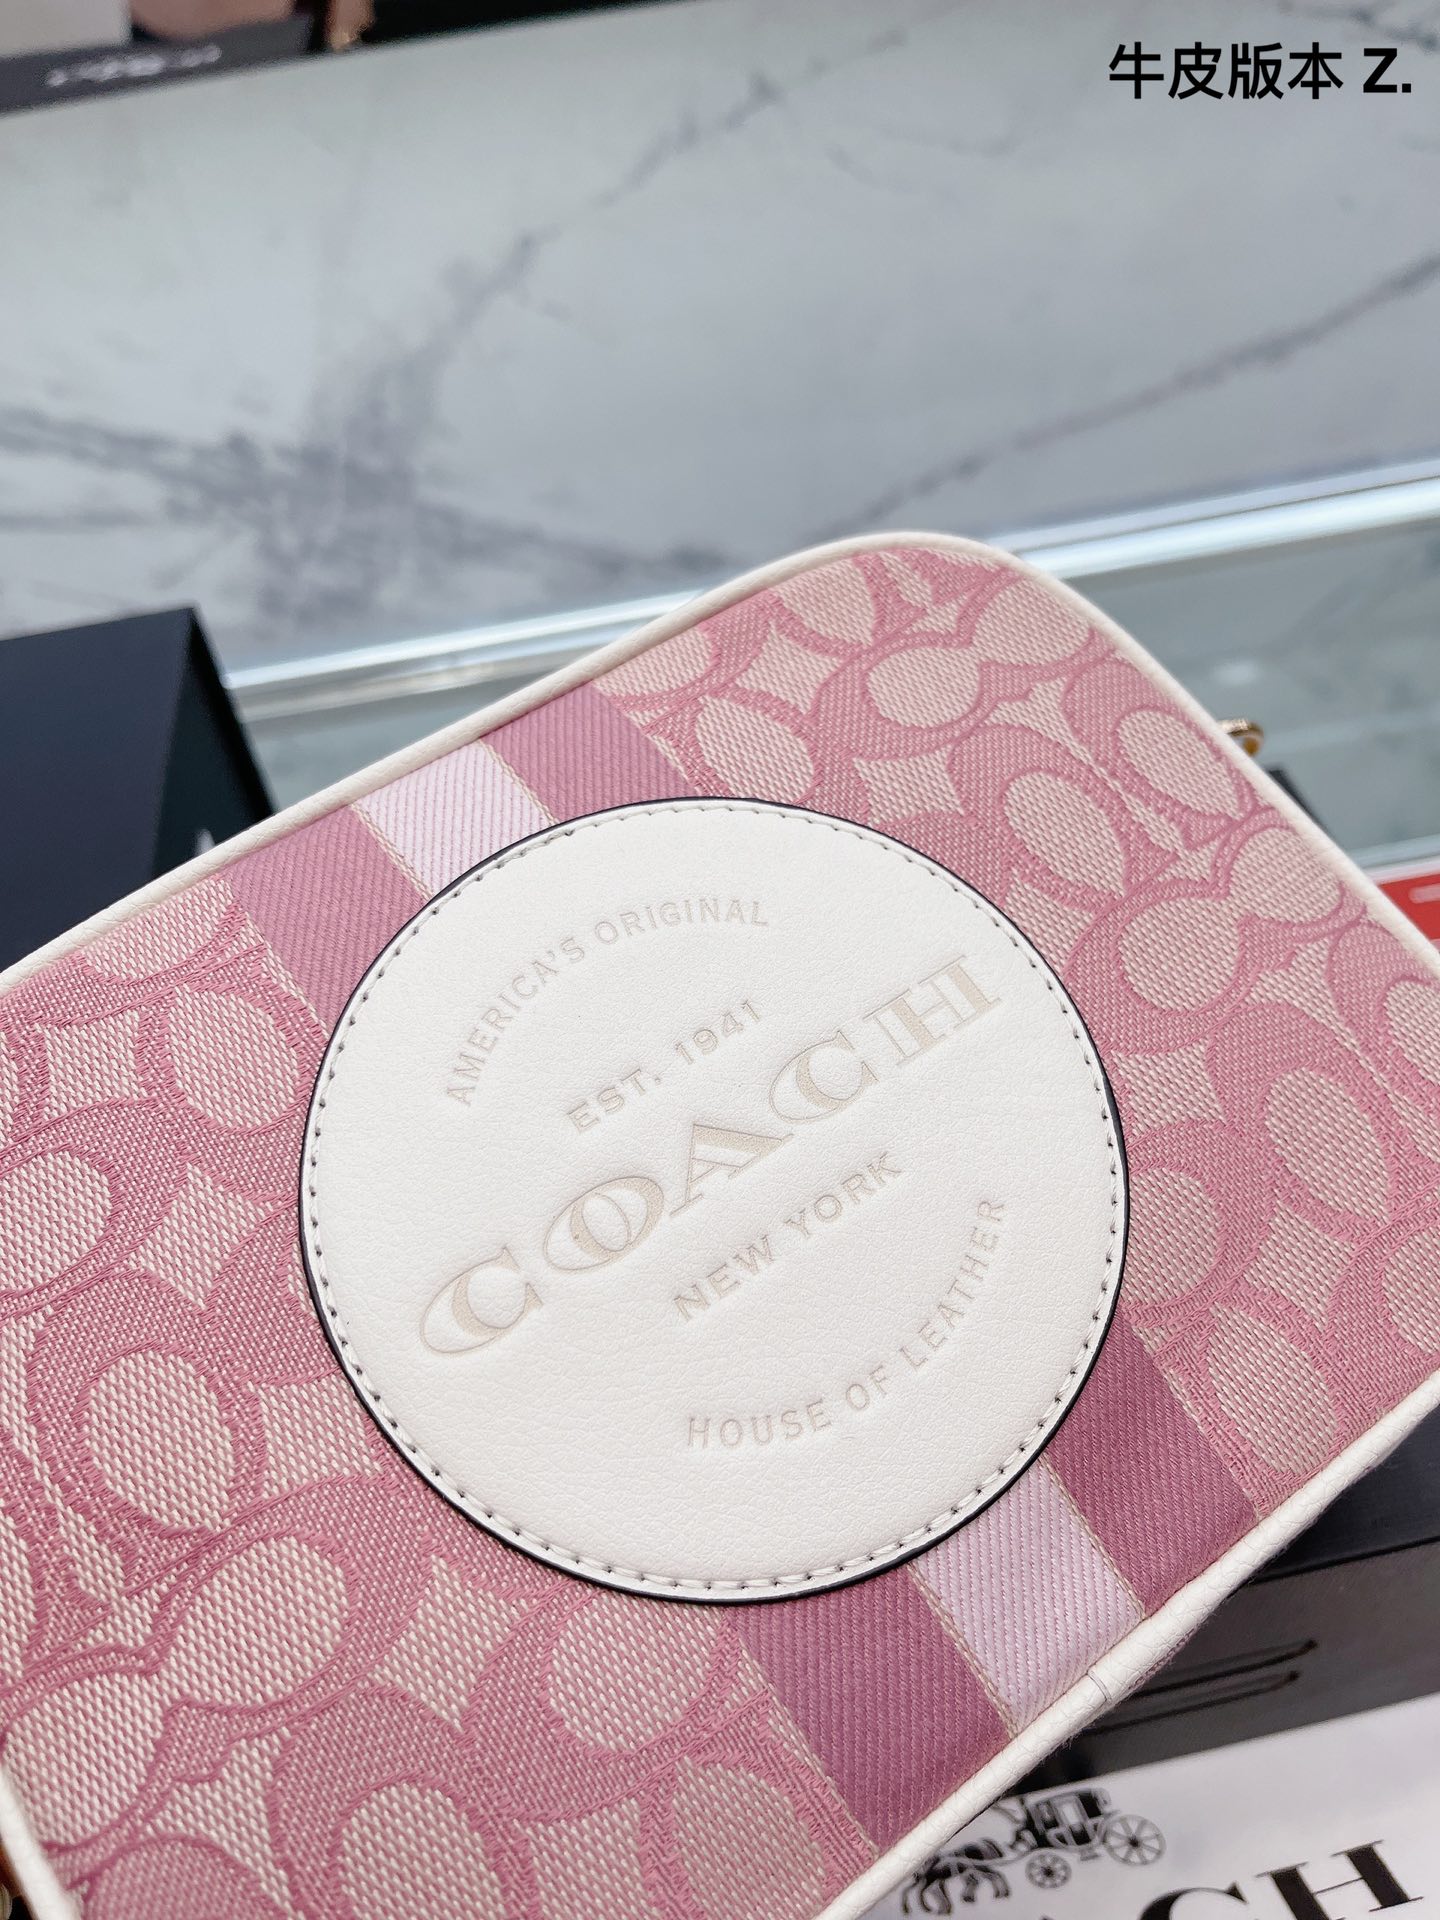 牛皮版本 Z.
AMERICA'S ORIGINAL
EST. 1941
COACH
NEW YORK
HOUSE OF LEATHER